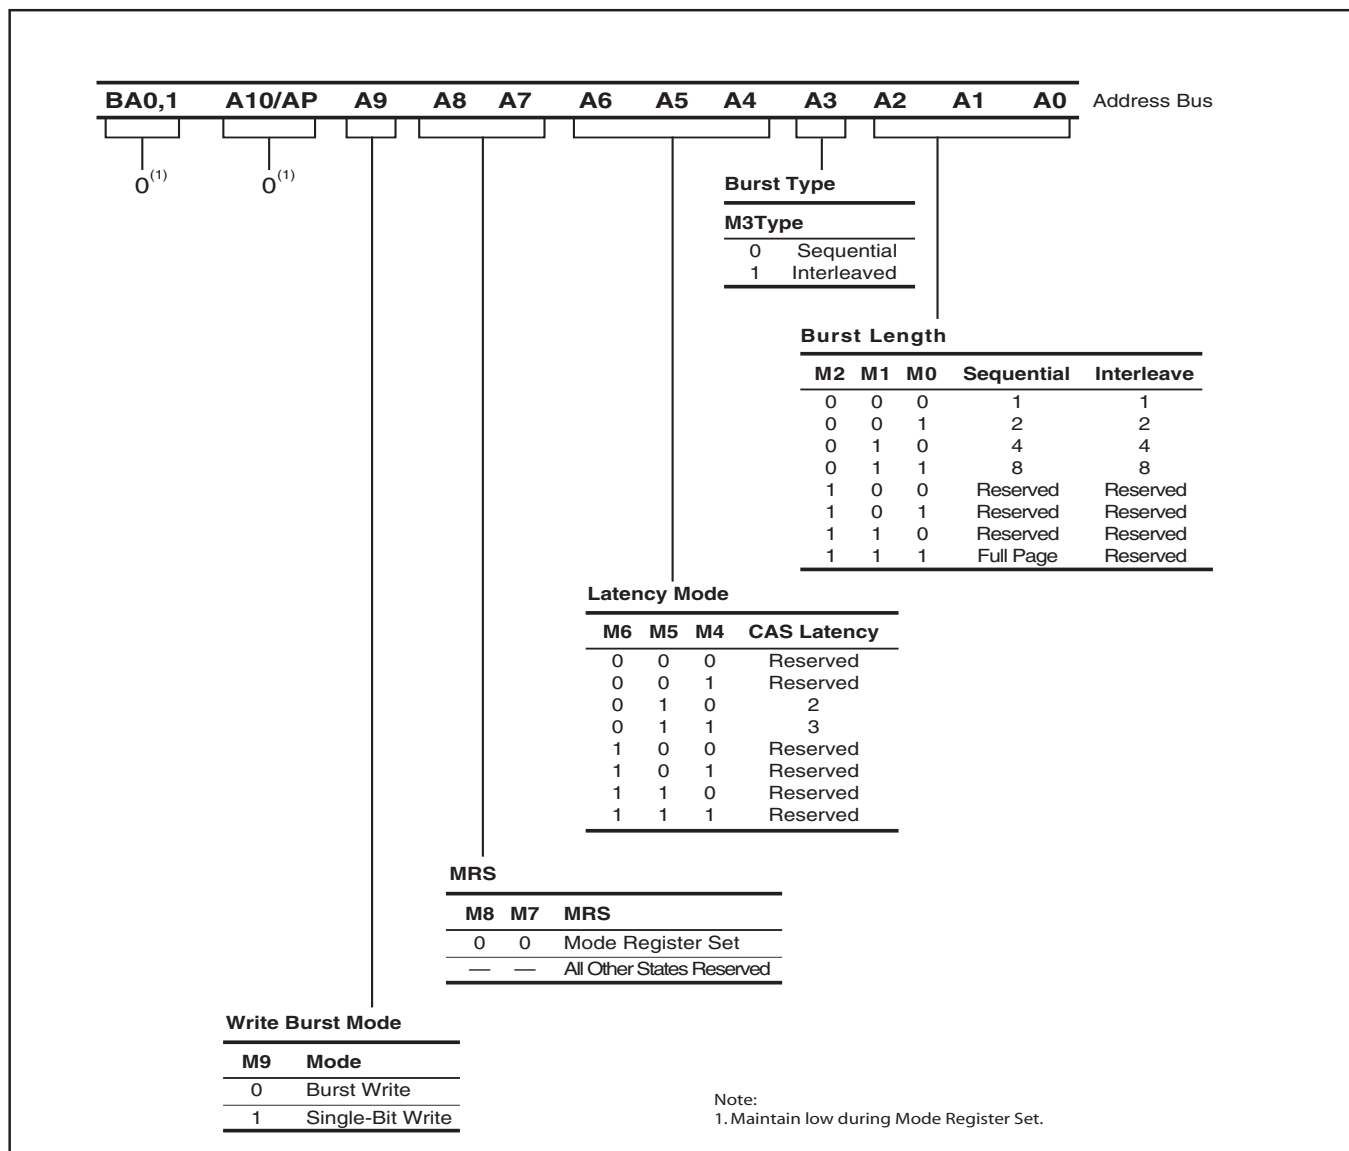 BA0,1 A10/AP A9 A8 A7 A6 A5 A4 A3 A2 A1 A0 Address Bus
0(1) 0(1)
Burst Type
M3Type
0 Sequential
1 Interleaved
Burst Length
M2 M1 M0 Sequential Interleave
0 0 0 1 1
0 0 1 2 2
0 1 0 4 4
0 1 1 8 8
1 0 0 Reserved Reserved
1 0 1 Reserved Reserved
1 1 0 Reserved Reserved
1 1 1 Full Page Reserved
Latency Mode
M6 M5 M4 CAS Latency
0 0 0 Reserved
0 0 1 Reserved
0 1 0 2
0 1 1 3
1 0 0 Reserved
1 0 1 Reserved
1 1 0 Reserved
1 1 1 Reserved
MRS
M8 M7 MRS
0 0 Mode Register Set
— — All Other States Reserved
Write Burst Mode
M9 Mode
0 Burst Write
1 Single-Bit Write
Note:
1. Maintain low during Mode Register Set.